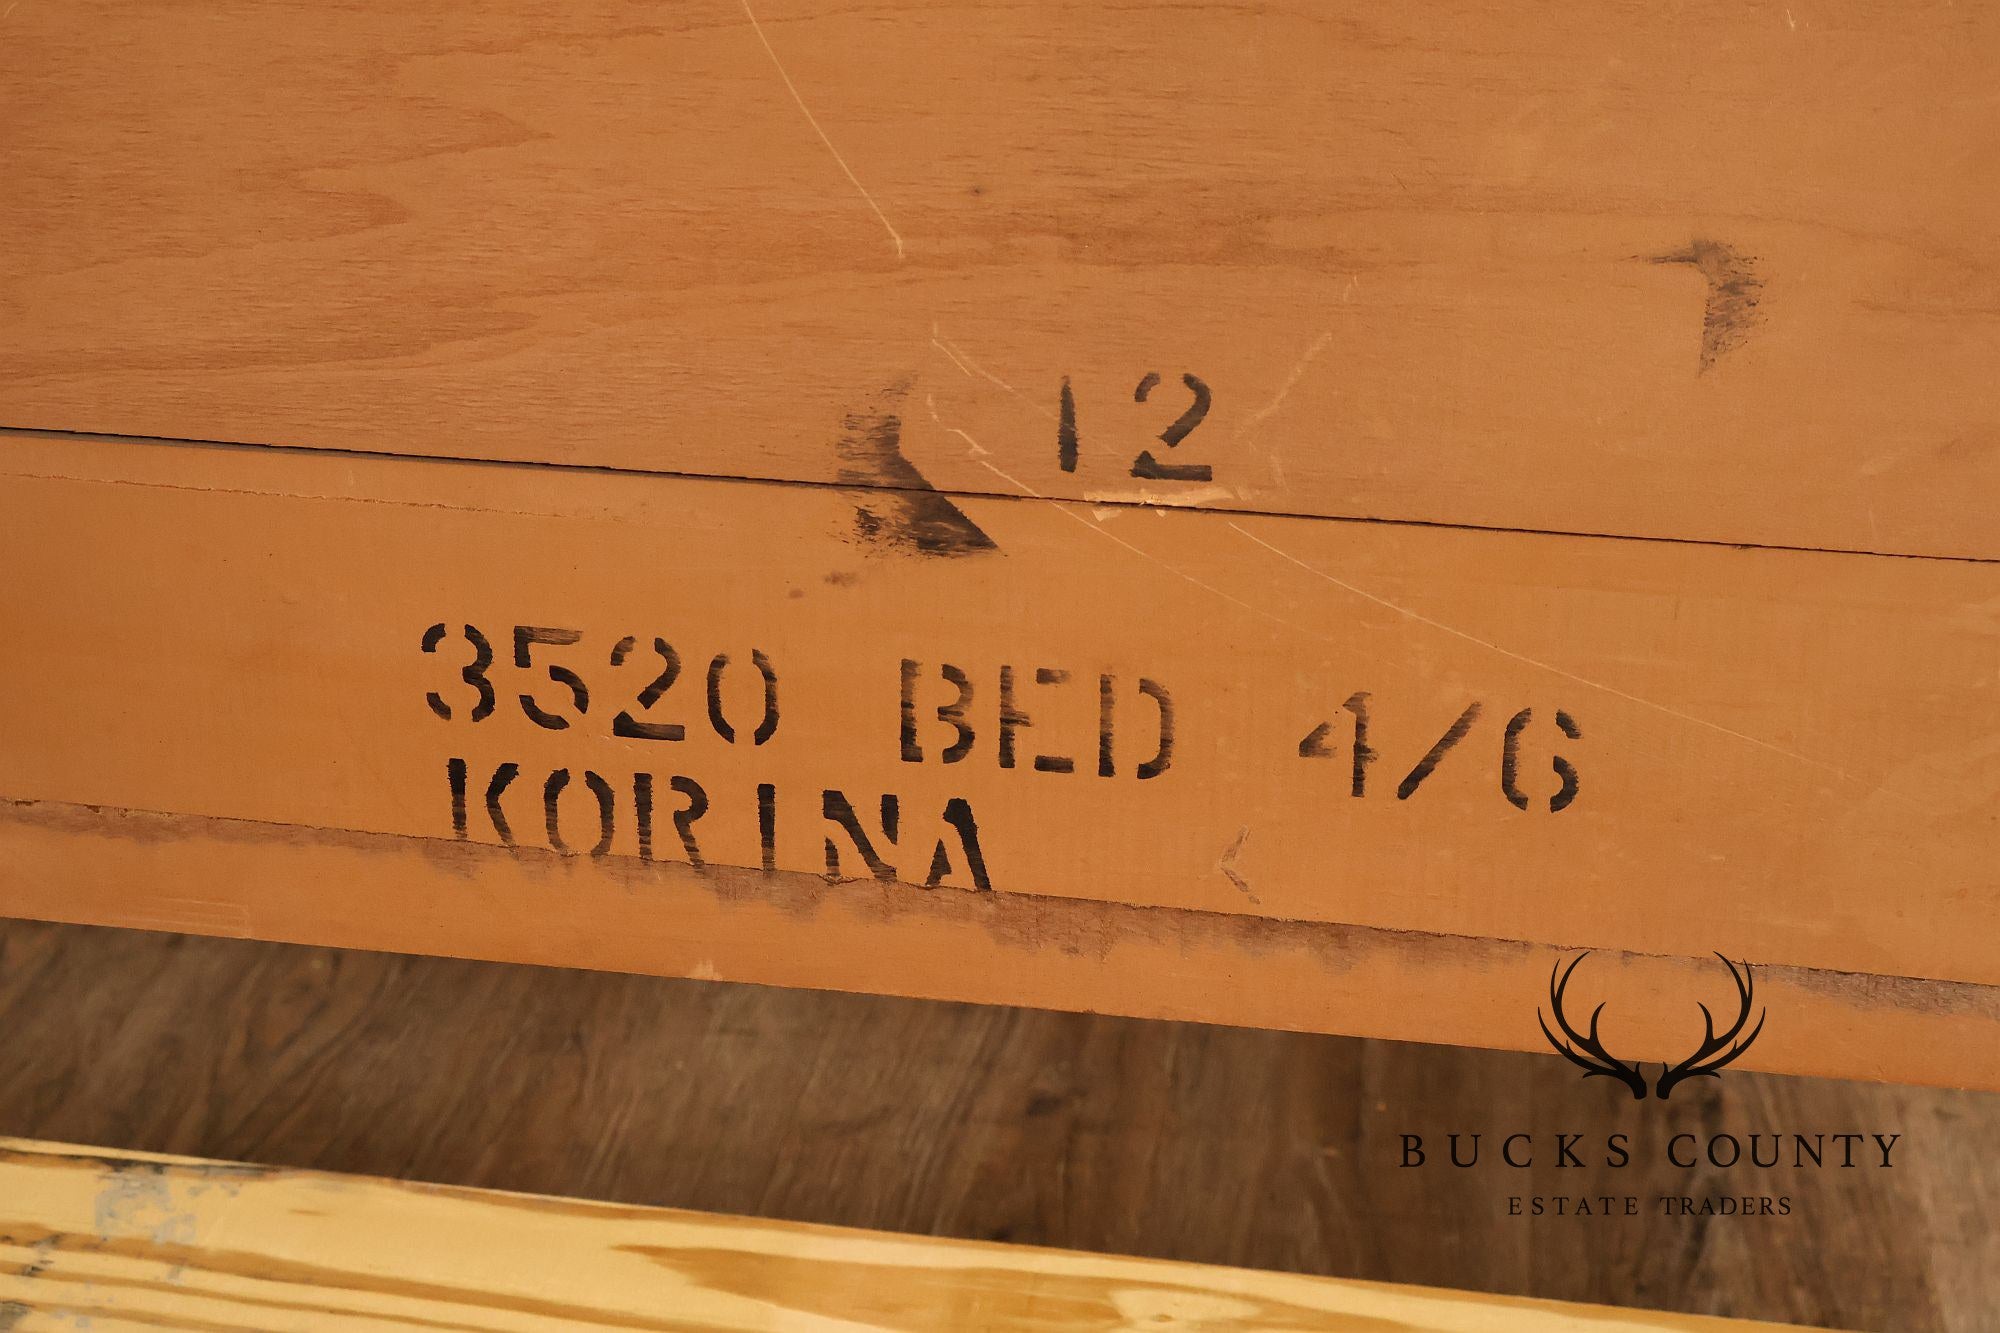 12
3520 BED 4/6
KORINA
BUCKS COUNTY
ESTATE TRADERS